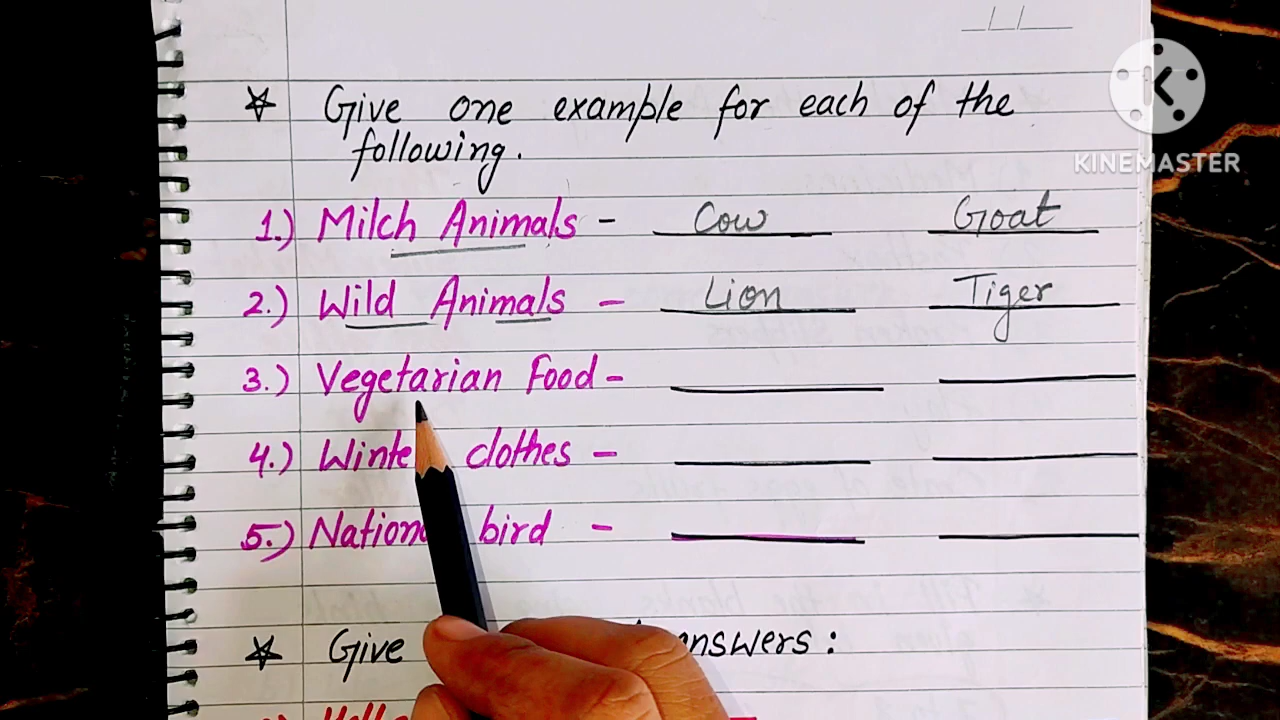 ☆ Give one example for each of the
following.
1.) Milch Animals - Cow Goat
2.) Wild Animals - Lion Tiger
3.) Vegetarian Food -
4.) Winte clothes -
5.) Nation bird -
☆ Give answers :
KINEMASTER